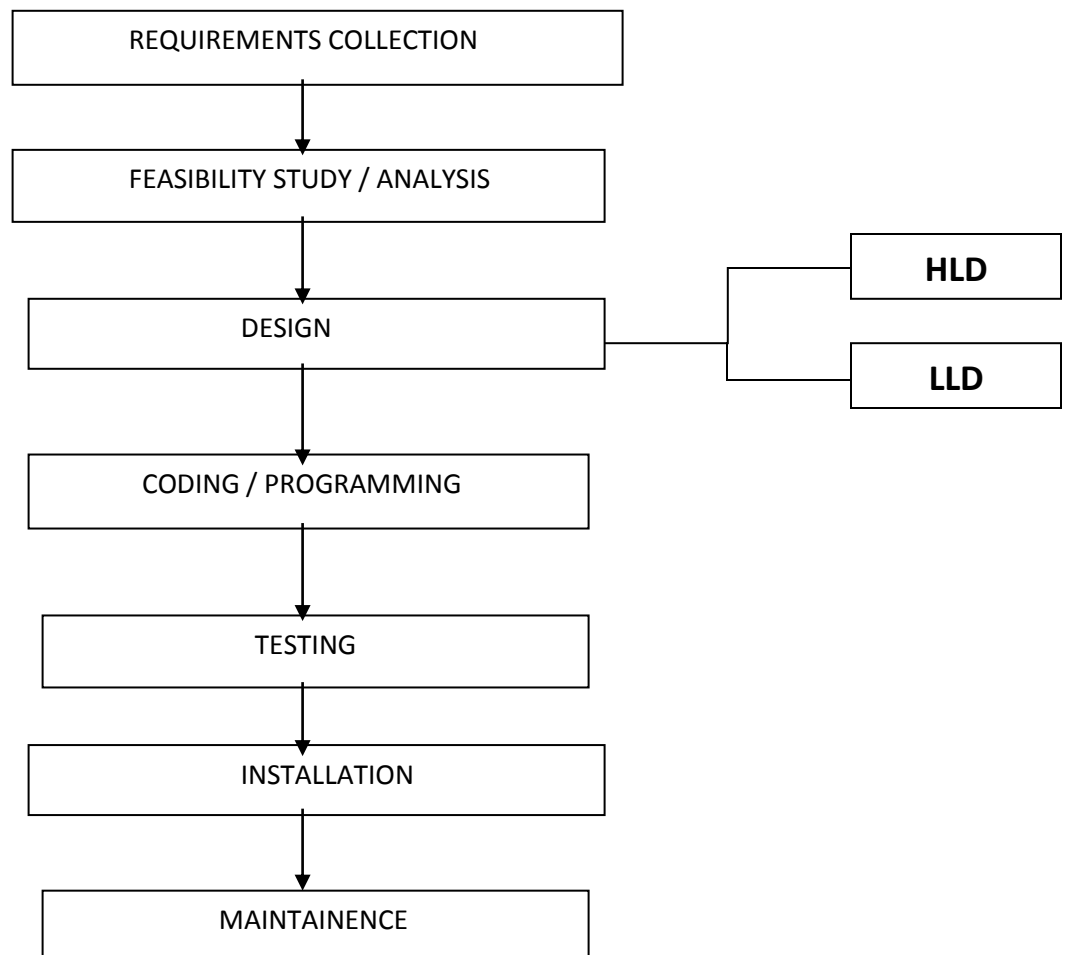 REQUIREMENTS COLLECTION
FEASIBILITY STUDY / ANALYSIS
HLD
DESIGN
LLD
CODING / PROGRAMMING
TESTING
INSTALLATION
MAINTAINENCE